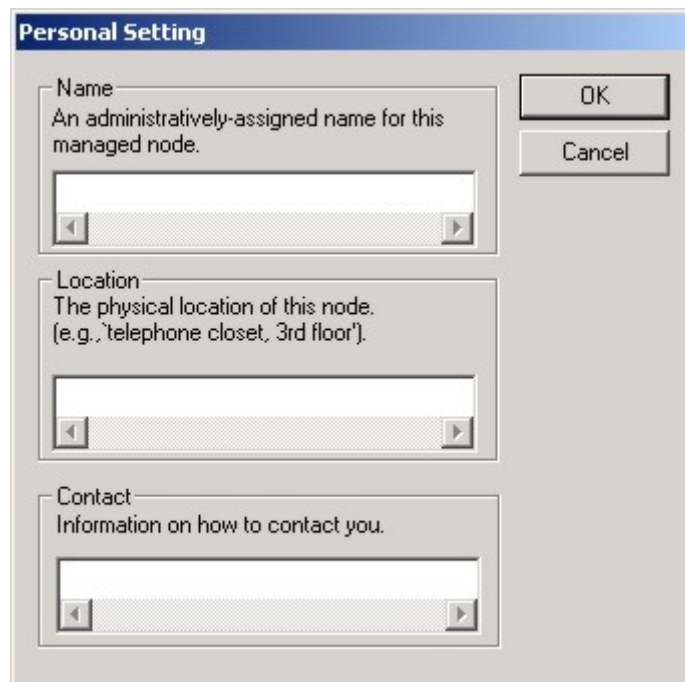 Personal Setting
Name
An administratively-assigned name for this
managed node.
OK
Cancel
Location
The physical location of this node.
(e.g.,`telephone closet, 3rd floor').
Contact
Information on how to contact you.